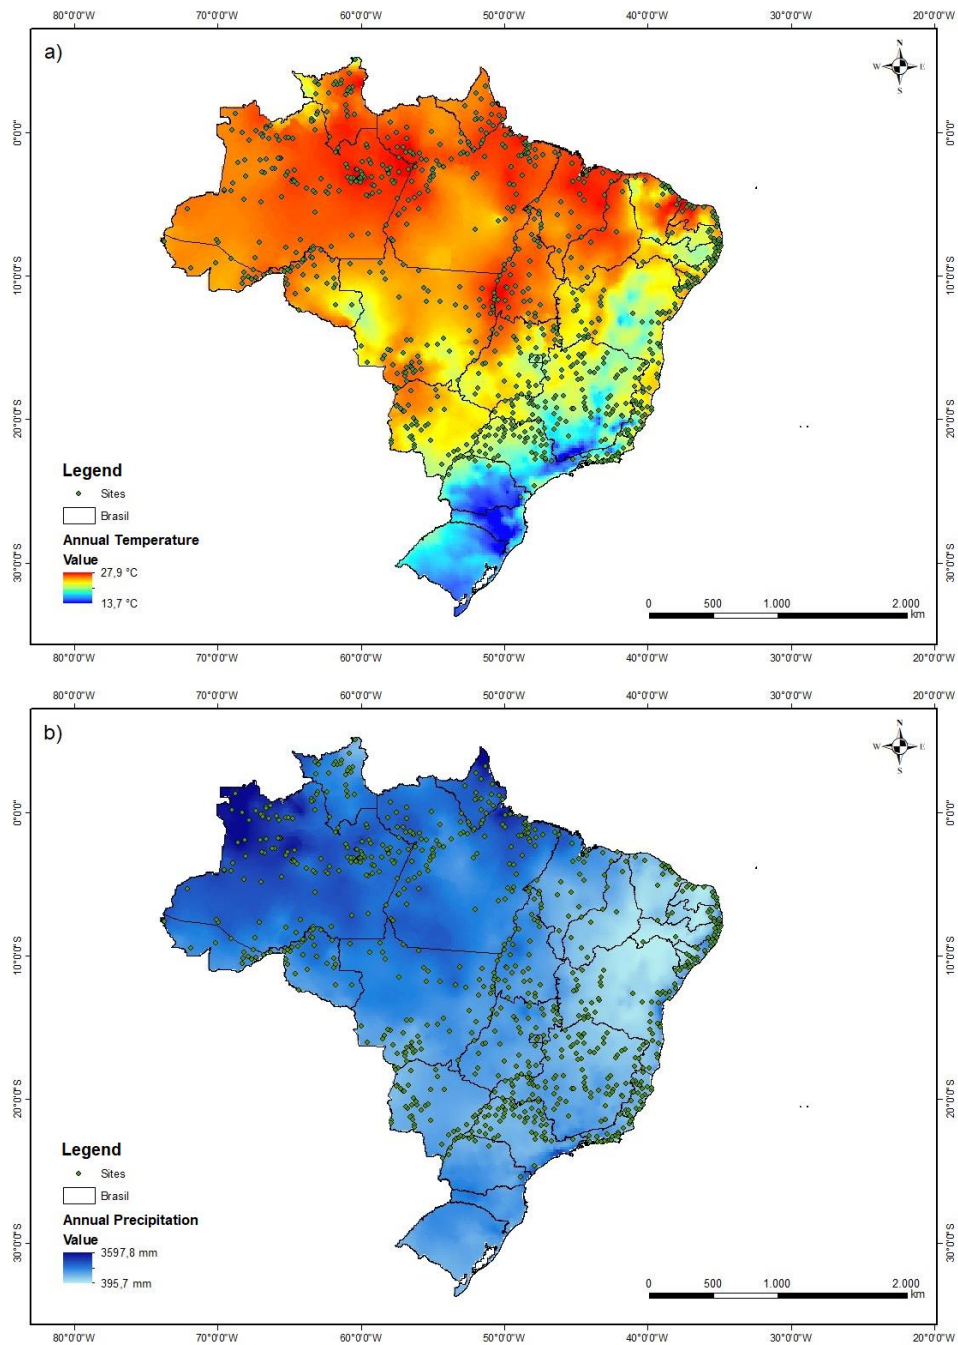 80°0'0"W 70°0'0"W 60°0'0"W 50°0'0"W 40°0'0"W 30°0'0"W 20°0'0"W
a)
N
W E
S
0°0'0" 0°0'0"
10°0'0"S 10°0'0"S
20°0'0"S 20°0'0"S
30°0'0"S 30°0'0"S
Legend
Sites
Brasil
Annual Temperature
Value
27,9 °C
13,7 °C
0 500 1.000 2.000
km
80°0'0"W 70°0'0"W 60°0'0"W 50°0'0"W 40°0'0"W 30°0'0"W 20°0'0"W
80°0'0"W 70°0'0"W 60°0'0"W 50°0'0"W 40°0'0"W 30°0'0"W 20°0'0"W
b)
N
W E
S
0°0'0" 0°0'0"
10°0'0"S 10°0'0"S
20°0'0"S 20°0'0"S
30°0'0"S 30°0'0"S
Legend
Sites
Brasil
Annual Precipitation
Value
3597,8 mm
395,7 mm
0 500 1.000 2.000
km
80°0'0"W 70°0'0"W 60°0'0"W 50°0'0"W 40°0'0"W 30°0'0"W 20°0'0"W